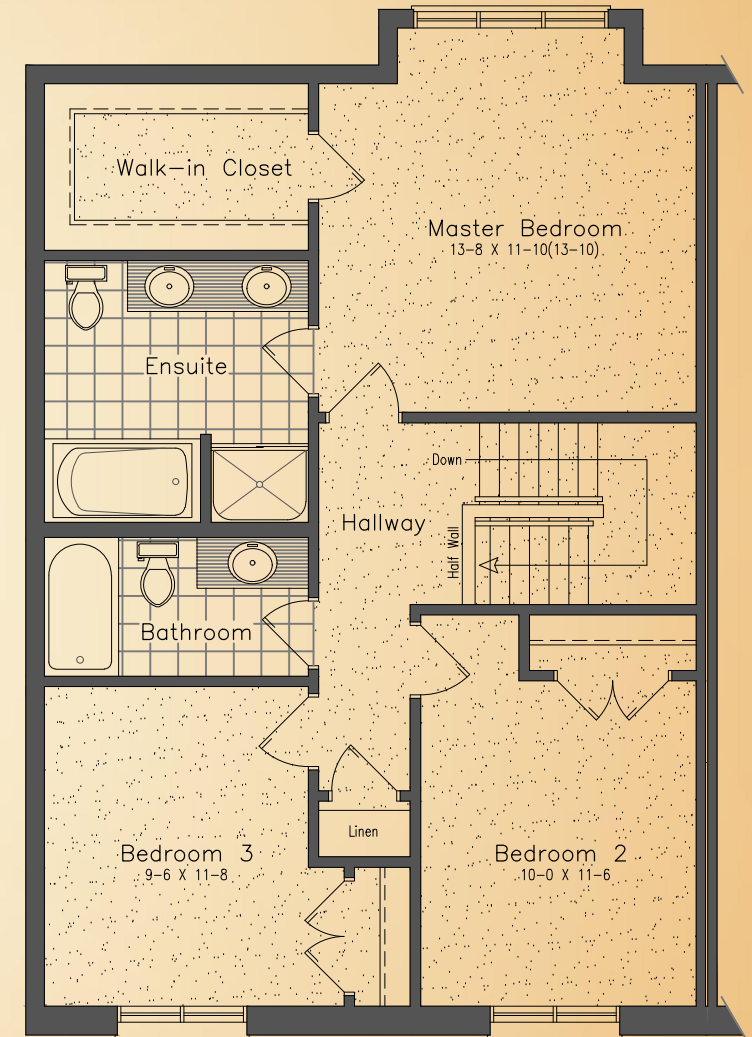 Walk-in Closet
Master Bedroom
13-8 X 11-10(13-10)
Ensuite
Down
Hallway
Half Wall
Bathroom
Linen
Bedroom 3
9-6 X 11-8
Bedroom 2
10-0 X 11-6